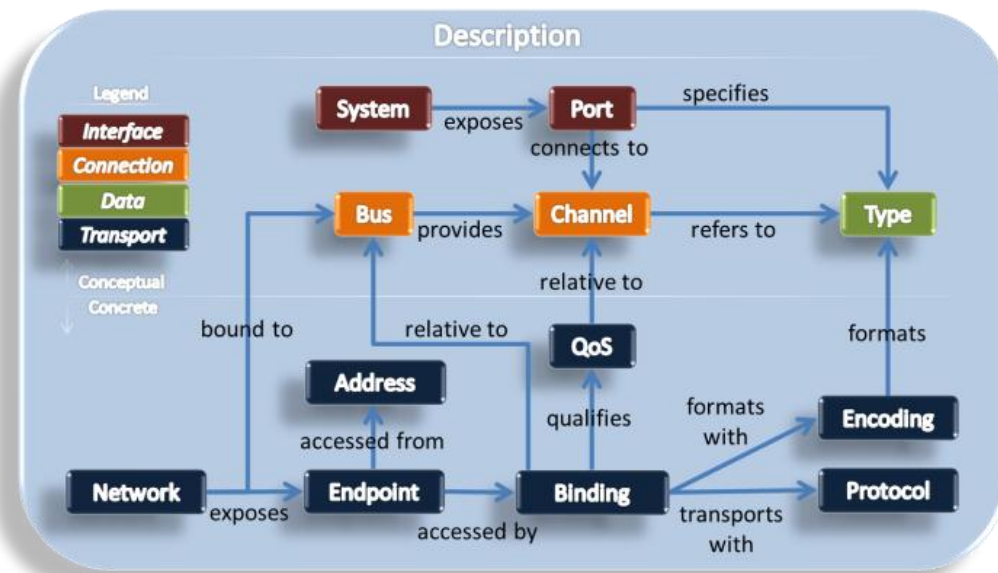 Description
Legend
Interface
Connection
Data
Transport
Conceptual
Concrete
System
exposes
Port
specifies
connects to
Bus
provides
Channel
refers to
Type
relative to
bound to
relative to
QoS
formats
Address
qualifies
formats
with
Encoding
accessed from
Network
exposes
Endpoint
accessed by
Binding
transports
with
Protocol